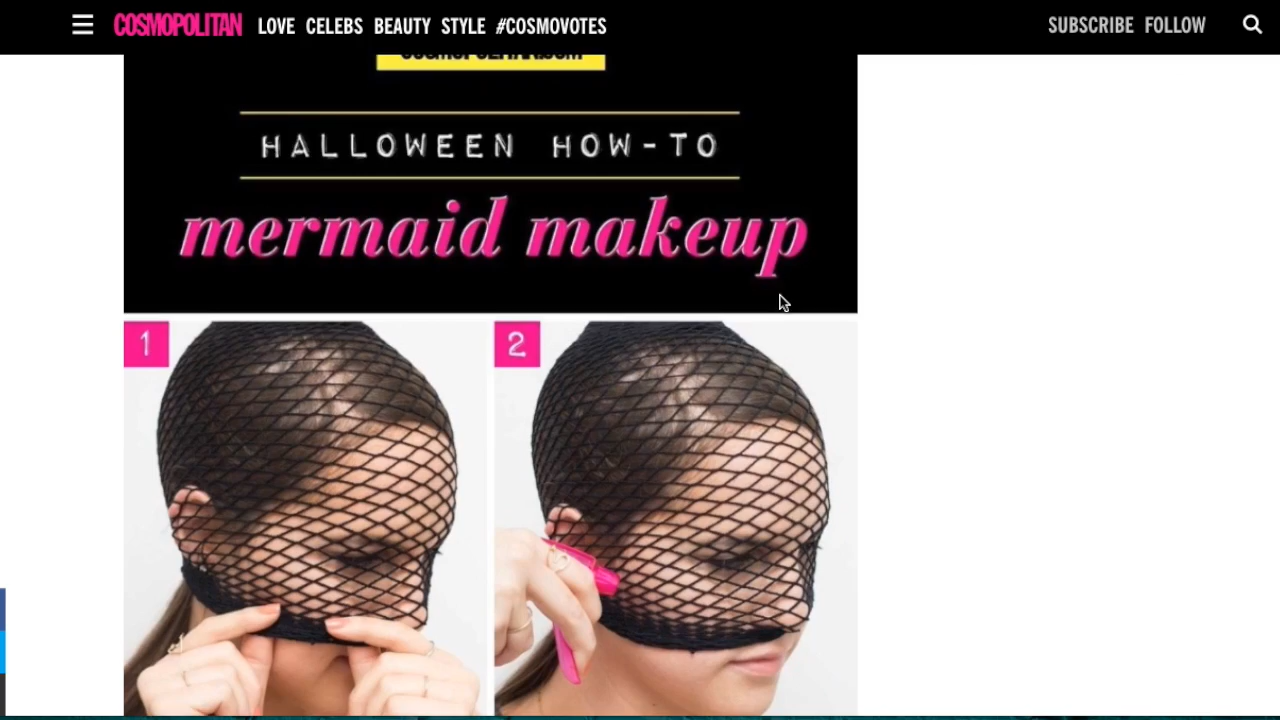 COSMOPOLITAN LOVE CELEBS BEAUTY STYLE #COSMOVOTES SUBSCRIBE FOLLOW
HALLOWEEN HOW-TO
mermaid makeup
1 2